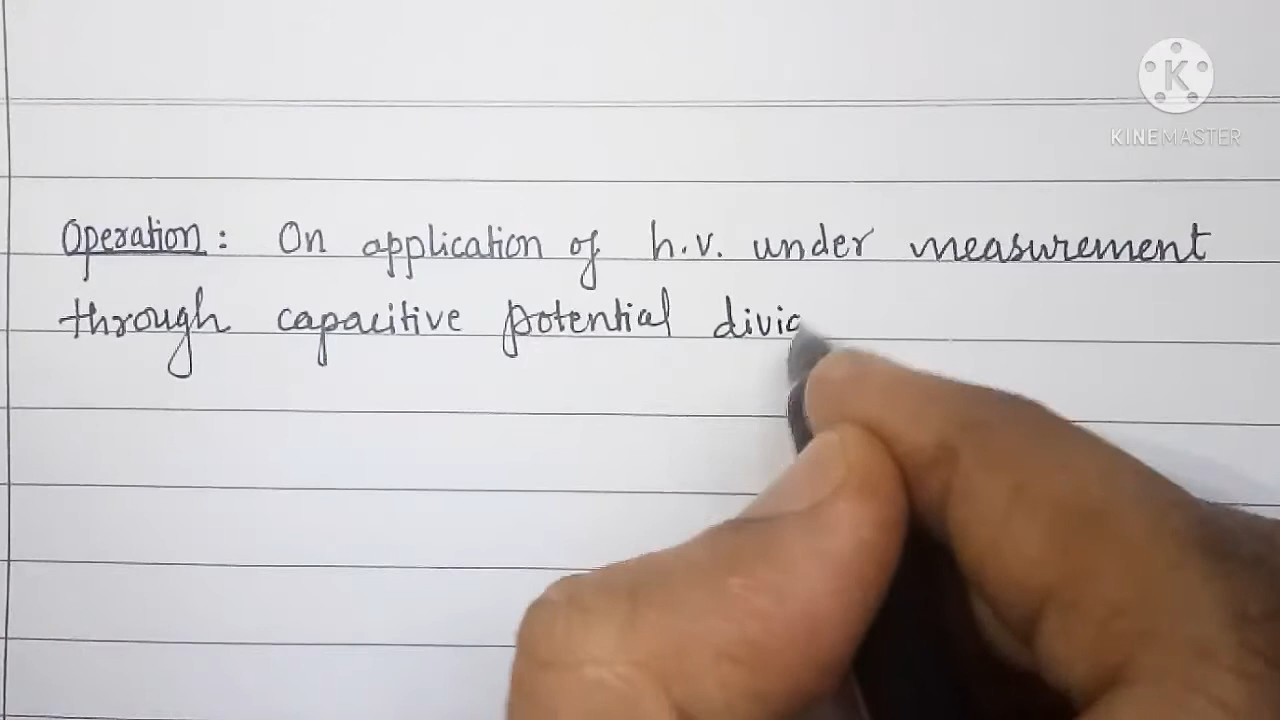 K
KINEMASTER
Operation: On application of h.v. under measurement
through capacitive potential